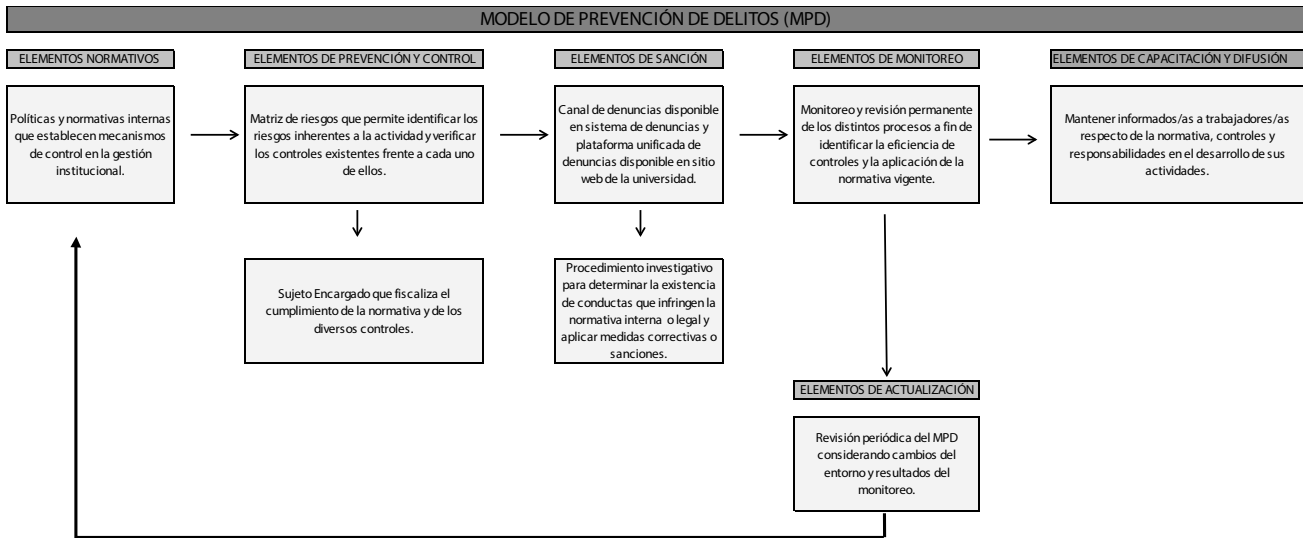 MODELO DE PREVENCIÓN DE DELITOS (MPD)
ELEMENTOS NORMATIVOS
Políticas y normativas internas
que establecen mecanismos
de control en la gestión
institucional.
ELEMENTOS DE PREVENCIÓN Y CONTROL
Matriz de riesgos que permite identificar los
riesgos inherentes a la actividad y verificar
los controles existentes frente a cada uno
de ellos.
Sujeto Encargado que fiscaliza el
cumplimiento de la normativa y de los
diversos controles.
ELEMENTOS DE SANCIÓN
Canal de denuncias disponible
en sistema de denuncias y
plataforma unificada de
denuncias disponible en sitio
web de la universidad.
Procedimiento investigativo
para determinar la existencia
de conductas que infringen la
normativa interna o legal y
aplicar medidas correctivas o
sanciones.
ELEMENTOS DE MONITOREO
Monitoreo y revisión permanente
de los distintos procesos a fin de
identificar la eficiencia de
controles y la aplicación de la
normativa vigente.
ELEMENTOS DE ACTUALIZACIÓN
Revisión periódica del MPD
considerando cambios del
entorno y resultados del
monitoreo.
ELEMENTOS DE CAPACITACIÓN Y DIFUSIÓN
Mantener informados/as a trabajadores/as
respecto de la normativa, controles y
responsabilidades en el desarrollo de sus
actividades.